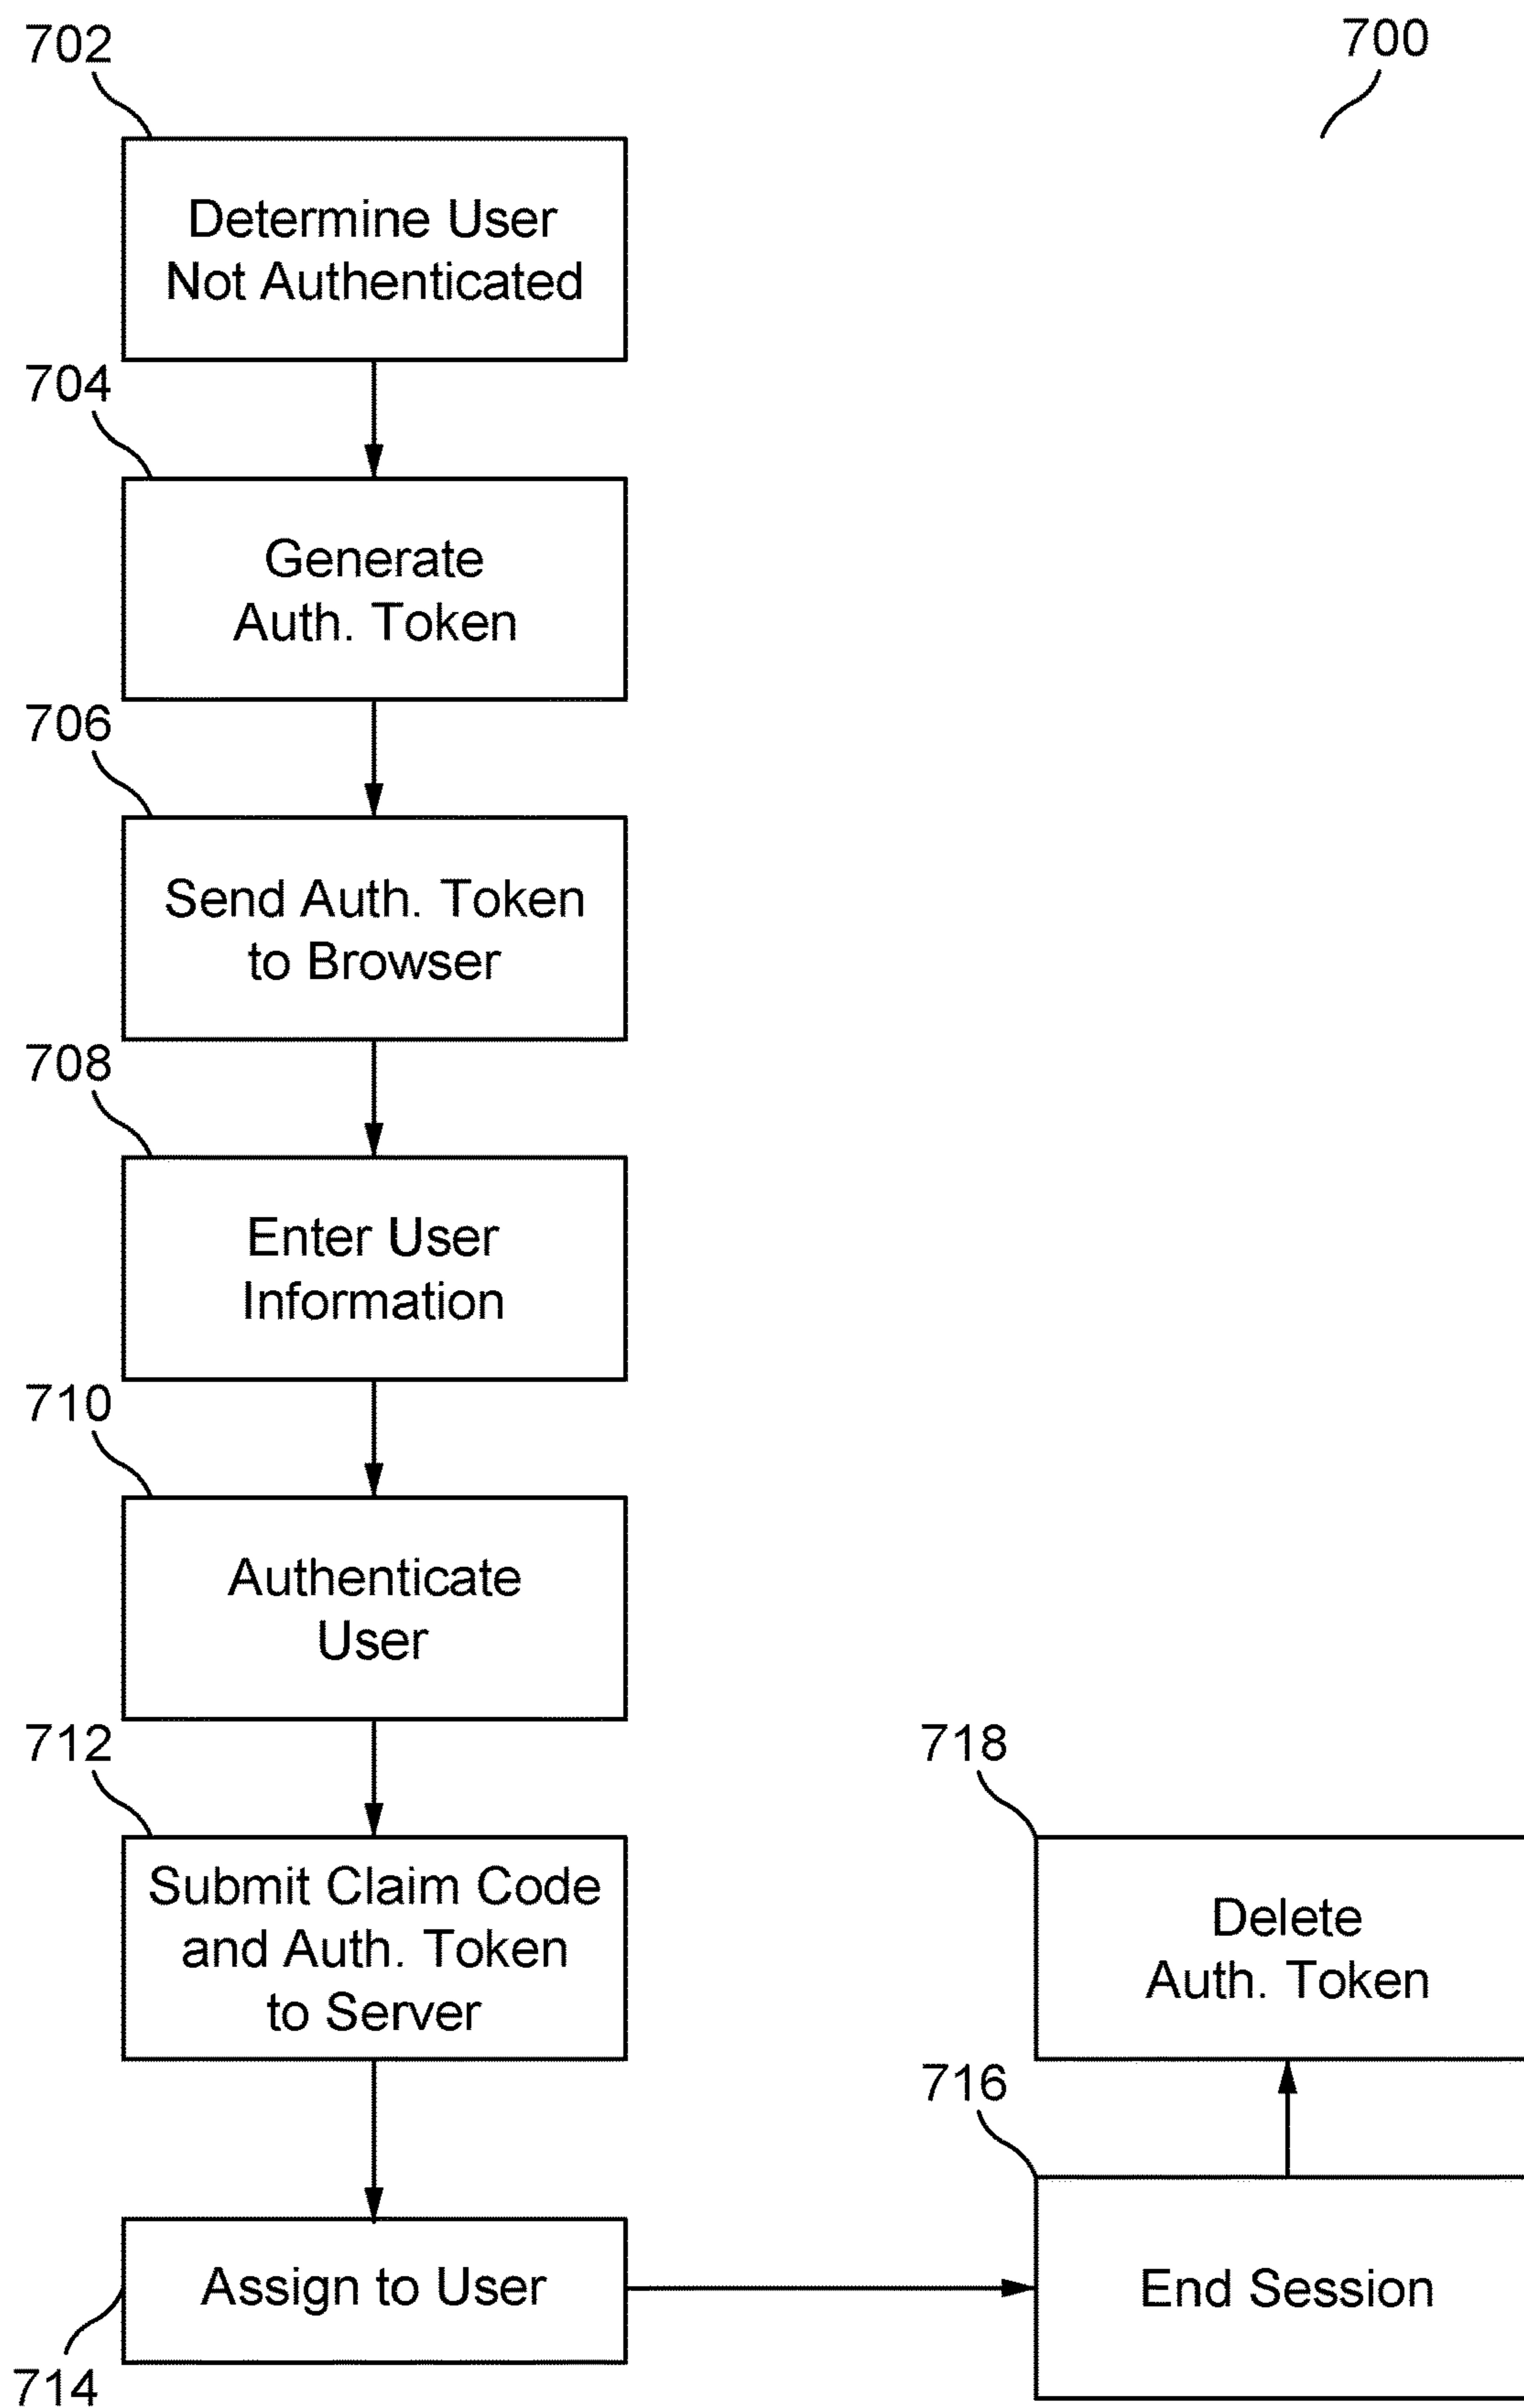 702
700
Determine User
Not Authenticated
704
Generate
Auth. Token
706
Send Auth. Token
to Browser
708
Enter User
Information
710
Authenticate
User
712
Submit Claim Code
and Auth. Token
to Server
714
Assign to User
716
End Session
718
Delete
Auth. Token